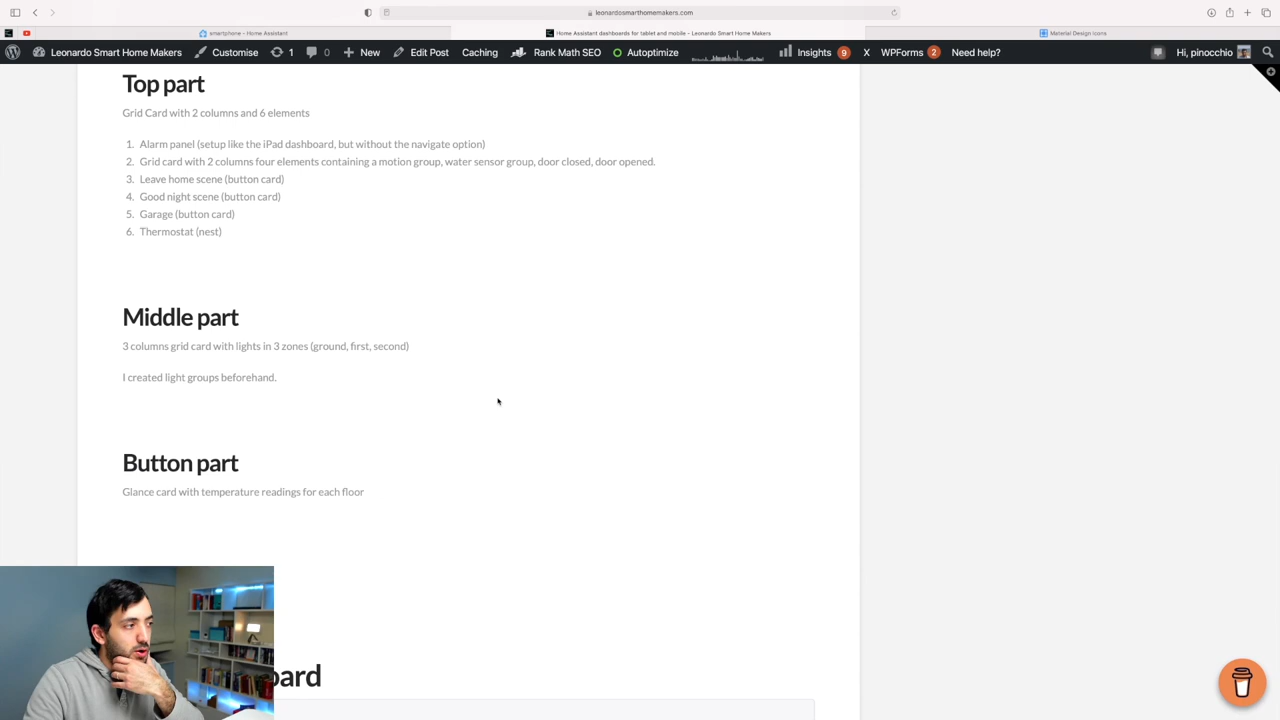 leonardosmarthomemakers.com
smartphone - Home Assistant
Home Assistant dashboards for tablet and mobile - Leonardo Smart Home Makers
Material Design Icons
Leonardo Smart Home Makers Customise 1 0 New Edit Post Caching Rank Math SEO Autoptimize Insights 9 X WPForms 2 Need help? Hi, pinocchio
Top part
Grid Card with 2 columns and 6 elements
1. Alarm panel (setup like the iPad dashboard, but without the navigate option)
2. Grid card with 2 columns four elements containing a motion group, water sensor group, door closed, door opened.
3. Leave home scene (button card)
4. Good night scene (button card)
5. Garage (button card)
6. Thermostat (nest)
Middle part
3 columns grid card with lights in 3 zones (ground, first, second)
I created light groups beforehand.
Button part
Glance card with temperature readings for each floor